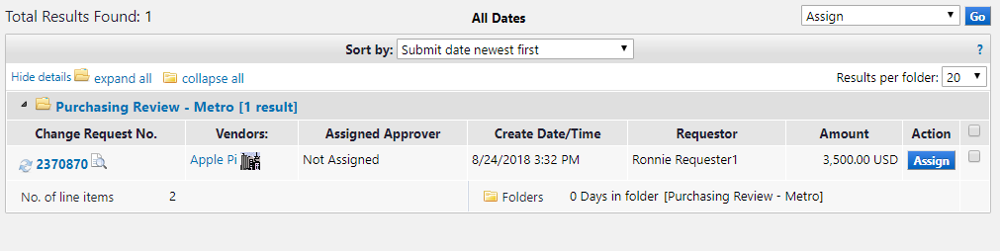 Total Results Found: 1 All Dates Assign Go
Sort by: Submit date newest first ?
Hide details expand all collapse all Results per folder: 20
Purchasing Review - Metro [1 result]
Change Request No. Vendors: Assigned Approver Create Date/Time Requestor Amount Action
2370870 Apple Pi Not Assigned 8/24/2018 3:32 PM Ronnie Requester1 3,500.00 USD Assign
No. of line items 2 Folders 0 Days in folder [Purchasing Review - Metro]